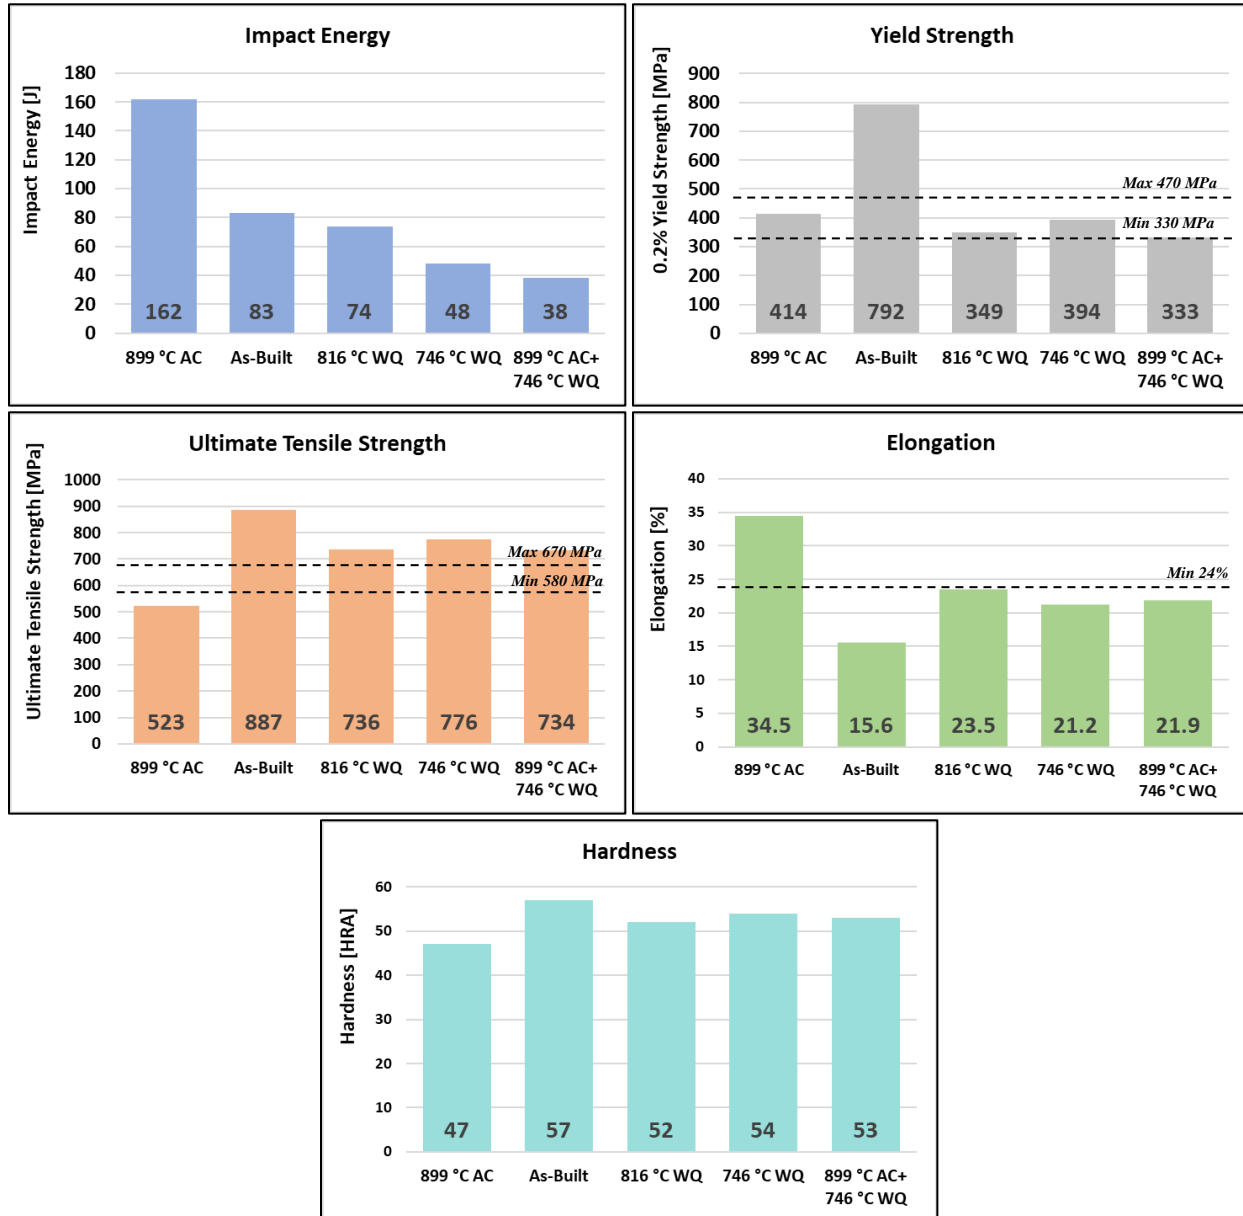 Impact Energy
Impact Energy [J]
180
160
140
120
100
80
60
40
20
0
162
83
74
48
38
899 °C AC
As-Built
816 °C WQ
746 °C WQ
899 °C AC+
746 °C WQ
Yield Strength
0.2% Yield Strength [MPa]
900
800
700
600
500
400
300
200
100
0
Max 470 MPa
Min 330 MPa
414
792
349
394
333
899 °C AC
As-Built
816 °C WQ
746 °C WQ
899 °C AC+
746 °C WQ
Ultimate Tensile Strength
Ultimate Tensile Strength [MPa]
1000
900
800
700
600
500
400
300
200
100
0
Max 670 MPa
Min 580 MPa
523
887
736
776
734
899 °C AC
As-Built
816 °C WQ
746 °C WQ
899 °C AC+
746 °C WQ
Elongation
Elongation [%]
40
35
30
25
20
15
10
5
0
Min 24%
34.5
15.6
23.5
21.2
21.9
899 °C AC
As-Built
816 °C WQ
746 °C WQ
899 °C AC+
746 °C WQ
Hardness
Hardness [HRA]
60
50
40
30
20
10
0
47
57
52
54
53
899 °C AC
As-Built
816 °C WQ
746 °C WQ
899 °C AC+
746 °C WQ